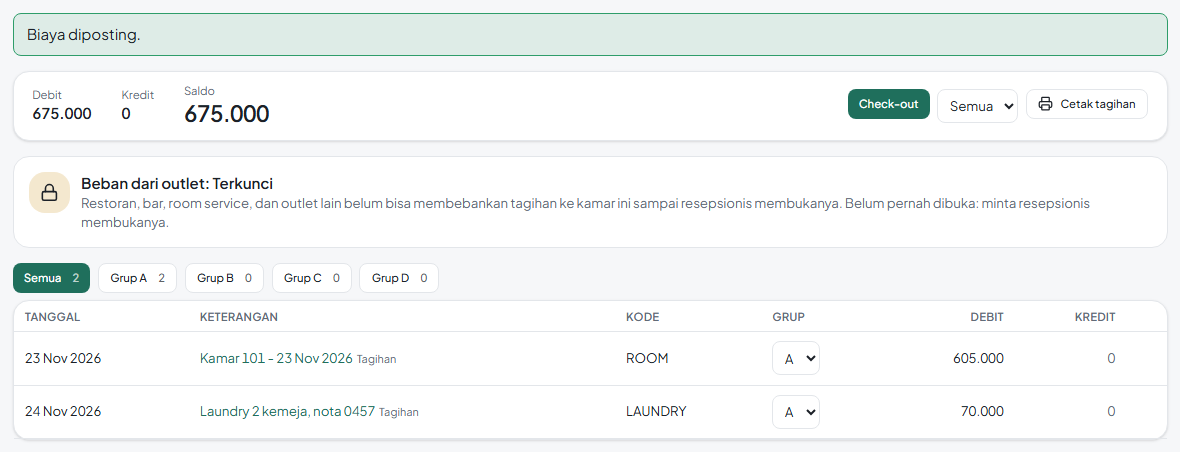 Biaya diposting.
Debit Kredit Saldo
675.000 0 675.000
Check-out Semua Cetak tagihan
Beban dari outlet: Terkunci
Restoran, bar, room service, dan outlet lain belum bisa membebankan tagihan ke kamar ini sampai resepsionis membukanya. Belum pernah dibuka: minta resepsionis
membukanya.
Semua 2 Grup A 2 Grup B 0 Grup C 0 Grup D 0
TANGGAL KETERANGAN KODE GRUP DEBIT KREDIT
23 Nov 2026 Kamar 101 - 23 Nov 2026 Tagihan ROOM A 605.000 0
24 Nov 2026 Laundry 2 kemeja, nota 0457 Tagihan LAUNDRY A 70.000 0